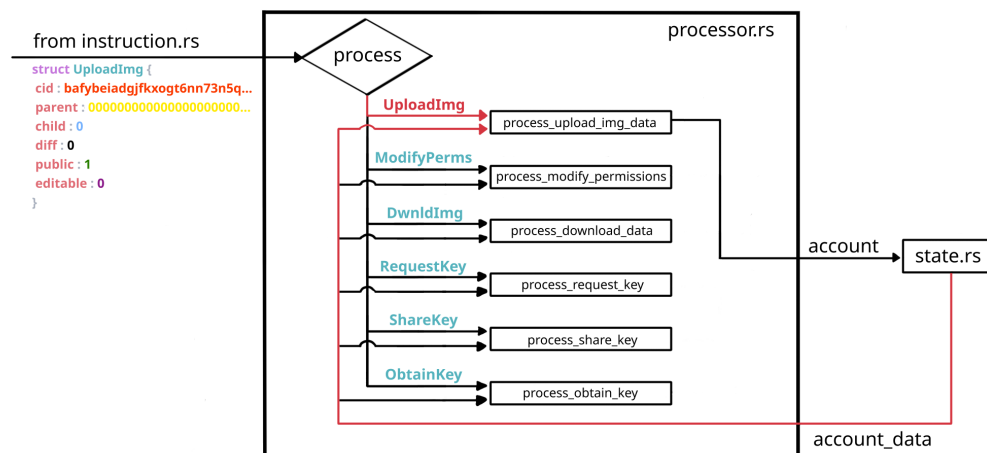 from instruction.rs
struct UploadImg {
cid : bafybeiadgjfkxogt6nn73n5q...
parent : 000000000000000000000...
child : 0
diff : 0
public : 1
editable : 0
}
processor.rs
process
UploadImg
process_upload_img_data
ModifyPerms
process_modify_permissions
DwnldImg
process_download_data
RequestKey
process_request_key
ShareKey
process_share_key
ObtainKey
process_obtain_key
account
state.rs
account_data